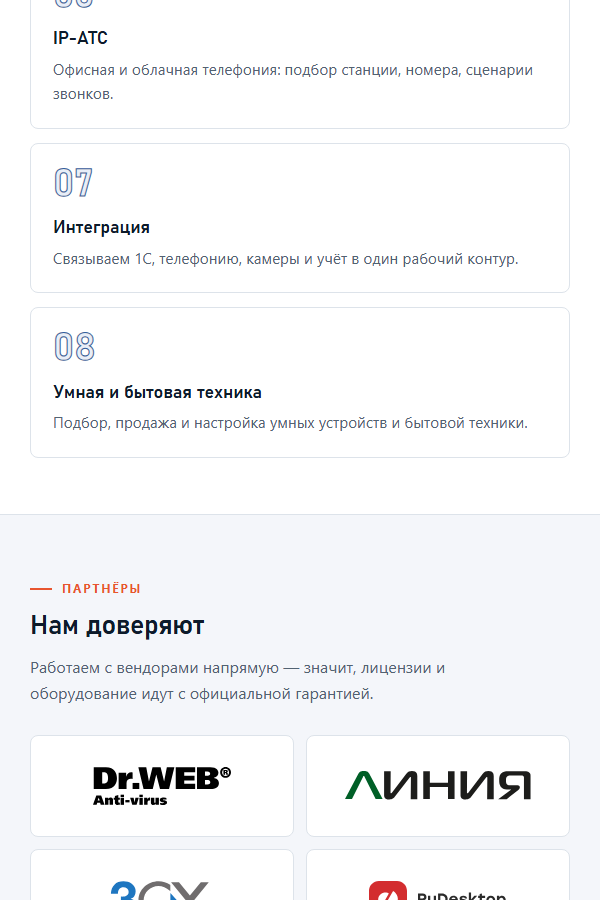 IP-АТС
Офисная и облачная телефония: подбор станции, номера, сценарии
звонков.
07
Интеграция
Связываем 1С, телефонию, камеры и учёт в один рабочий контур.
08
Умная и бытовая техника
Подбор, продажа и настройка умных устройств и бытовой техники.
ПАРТНЁРЫ
Нам доверяют
Работаем с вендорами напрямую — значит, лицензии и
оборудование идут с официальной гарантией.
Dr.WEB®
Anti-virus
ЛИНИЯ
3CX
RuDesktop